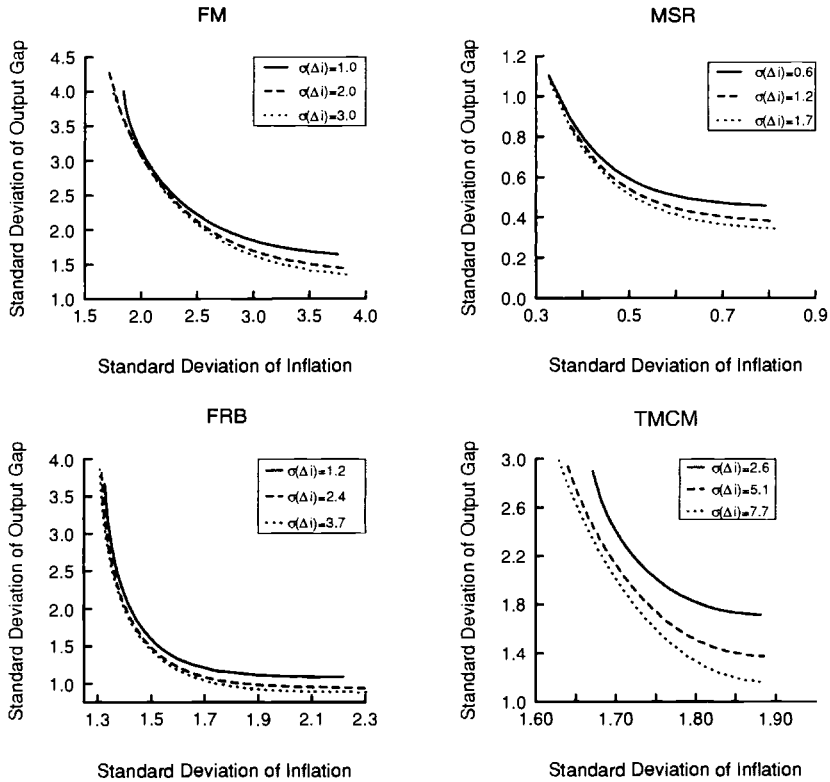 FM
Standard Deviation of Output Gap
4.5
4.0
3.5
3.0
2.5
2.0
1.5
1.0
σ(Δi)=1.0
σ(Δi)=2.0
σ(Δi)=3.0
1.5 2.0 2.5 3.0 3.5 4.0
Standard Deviation of Inflation
MSR
Standard Deviation of Output Gap
1.2
1.0
0.8
0.6
0.4
0.2
0.0
σ(Δi)=0.6
σ(Δi)=1.2
σ(Δi)=1.7
0.3 0.5 0.7 0.9
Standard Deviation of Inflation
FRB
Standard Deviation of Output Gap
4.0
3.5
3.0
2.5
2.0
1.5
1.0
σ(Δi)=1.2
σ(Δi)=2.4
σ(Δi)=3.7
1.3 1.5 1.7 1.9 2.1 2.3
Standard Deviation of Inflation
TMCM
Standard Deviation of Output Gap
3.0
2.6
2.2
1.8
1.4
1.0
σ(Δi)=2.6
σ(Δi)=5.1
σ(Δi)=7.7
1.60 1.70 1.80 1.90
Standard Deviation of Inflation